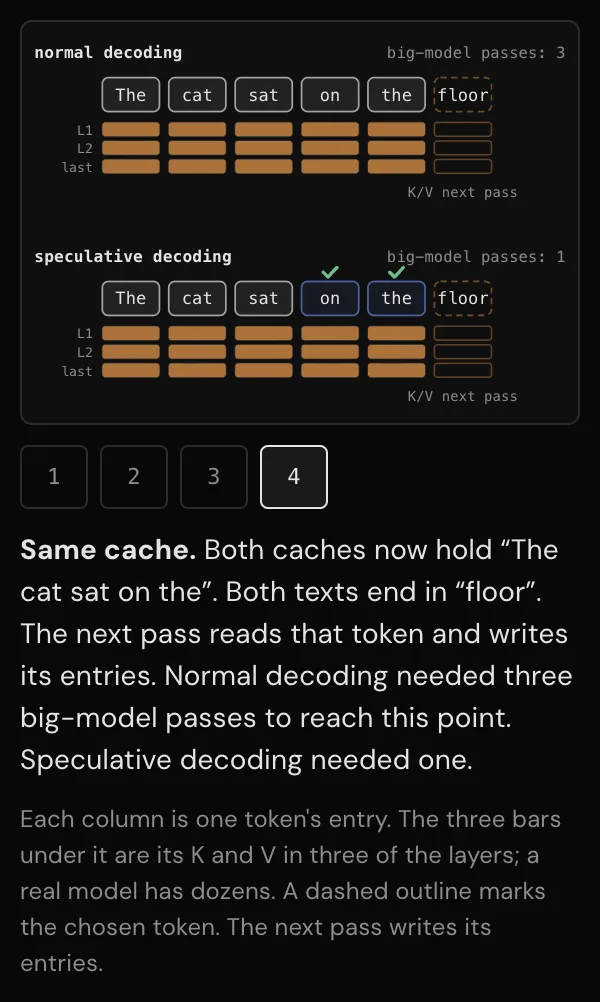 normal decoding big-model passes: 3
The cat sat on the floor
L1
L2
last
K/V next pass
speculative decoding big-model passes: 1
The cat sat on the floor
L1
L2
last
K/V next pass
1 2 3 4
Same cache. Both caches now hold “The
cat sat on the”. Both texts end in “floor”.
The next pass reads that token and writes
its entries. Normal decoding needed three
big-model passes to reach this point.
Speculative decoding needed one.
Each column is one token's entry. The three bars
under it are its K and V in three of the layers; a
real model has dozens. A dashed outline marks
the chosen token. The next pass writes its
entries.